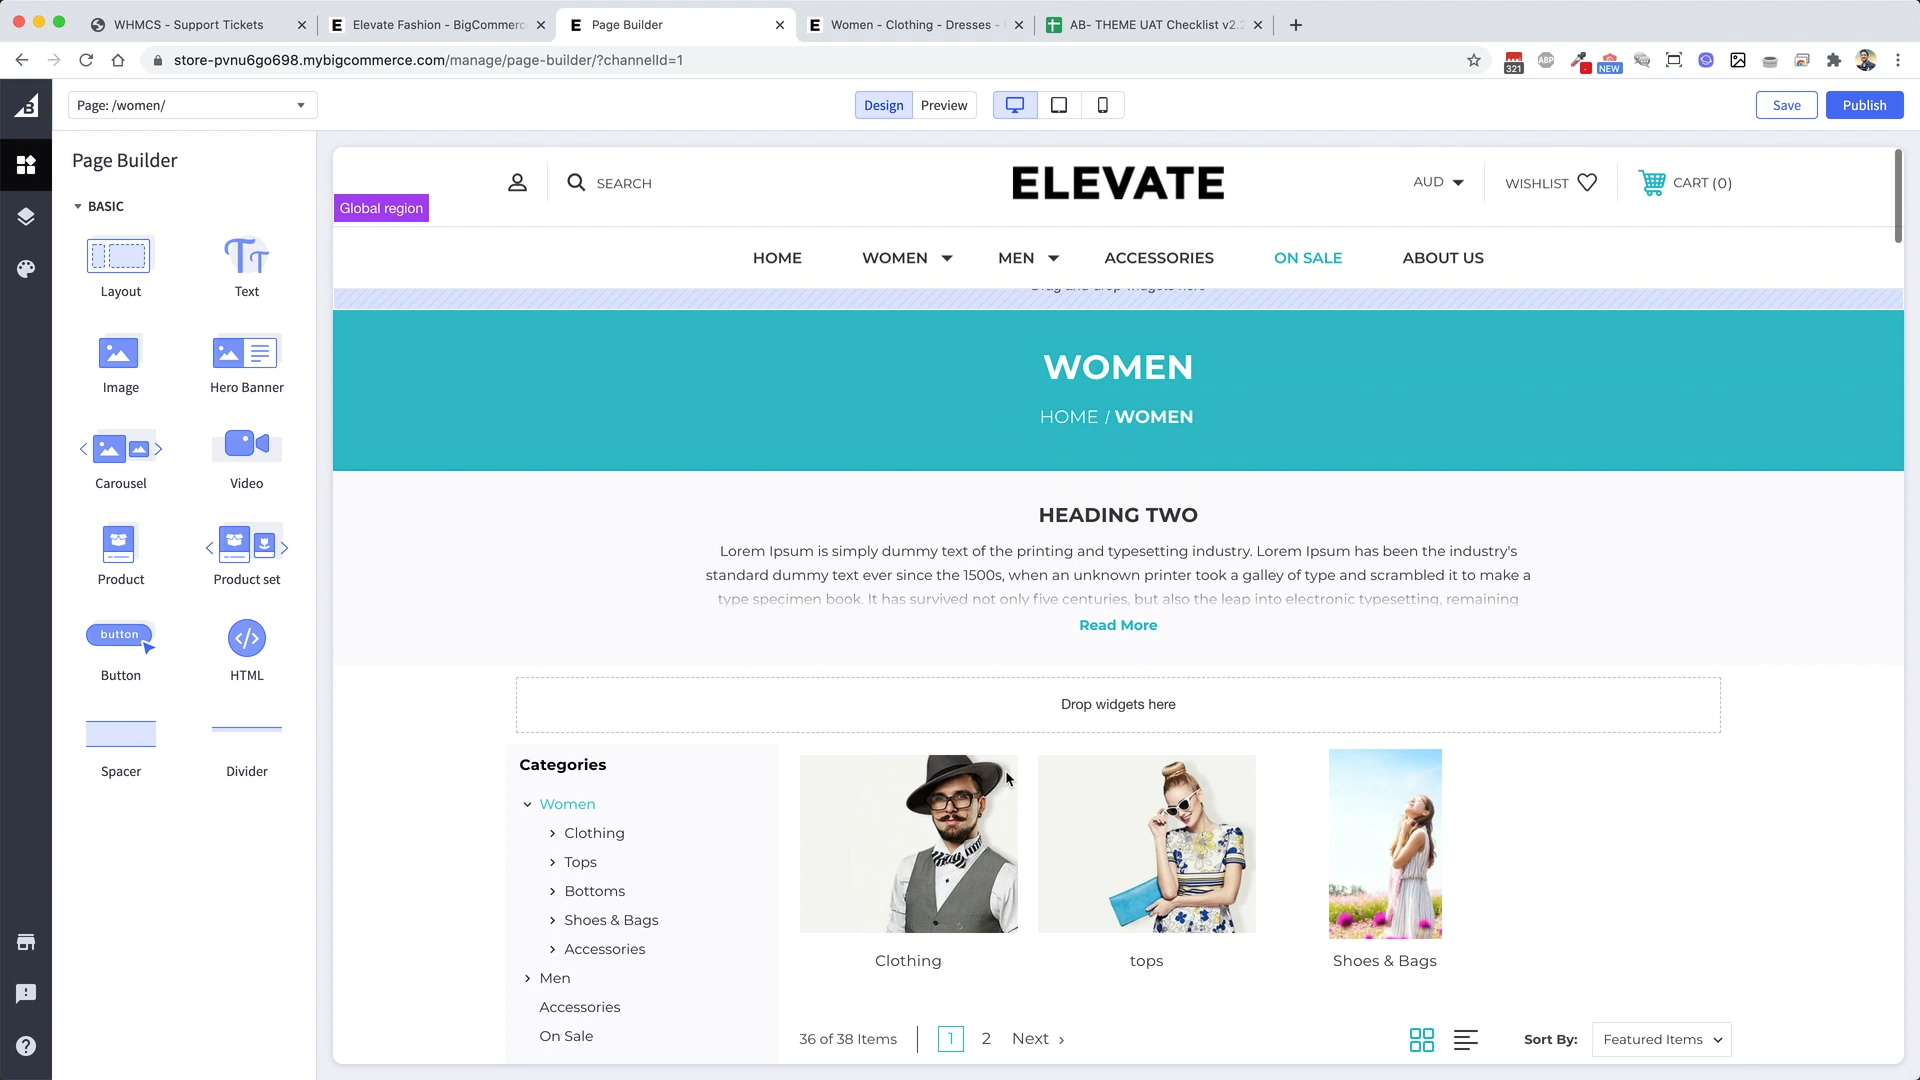 WHMCS - Support Tickets
Elevate Fashion - BigCommerc
Page Builder
Women - Clothing - Dresses -
AB- THEME UAT Checklist v2.
store-pvnu6go698.mybigcommerce.com/manage/page-builder/?channelId=1
321
ABP
NEW
Page: /women/
Design
Preview
Save
Publish
Page Builder
BASIC
Layout
Text
Image
Hero Banner
Carousel
Video
Product
Product set
button
Button
HTML
Spacer
Divider
SEARCH
ELEVATE
AUD
WISHLIST
CART (0)
Global region
HOME
WOMEN
MEN
ACCESSORIES
ON SALE
ABOUT US
Drag and drop widgets here
WOMEN
HOME / WOMEN
HEADING TWO
Lorem Ipsum is simply dummy text of the printing and typesetting industry. Lorem Ipsum has been the industry's
standard dummy text ever since the 1500s, when an unknown printer took a galley of type and scrambled it to make a
type specimen book. It has survived not only five centuries, but also the leap into electronic typesetting, remaining
Read More
Drop widgets here
Categories
Women
Clothing
Tops
Bottoms
Shoes & Bags
Accessories
Men
Accessories
On Sale
Clothing
tops
Shoes & Bags
36 of 38 Items
1
2
Next
Sort By:
Featured Items